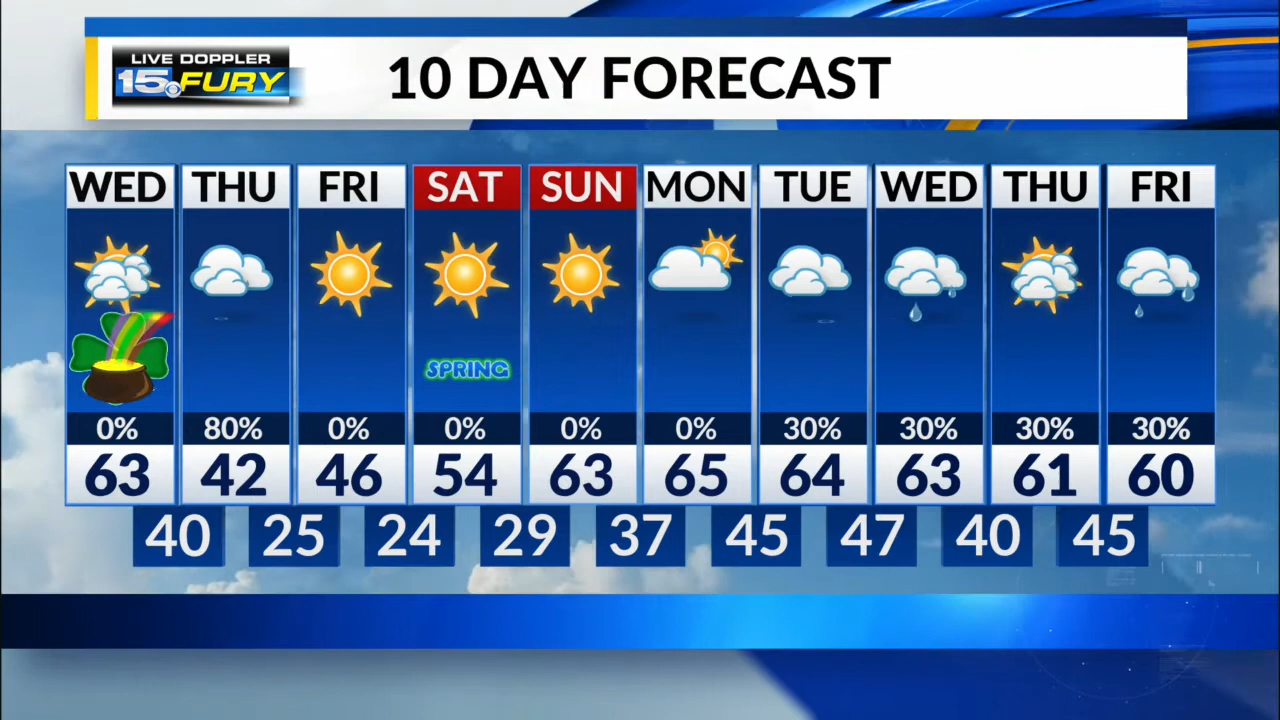 LIVE DOPPLER
15 FURY
10 DAY FORECAST
WED THU FRI SAT SUN MON TUE WED THU FRI
SPRING
0% 80% 0% 0% 0% 0% 30% 30% 30% 30%
63 42 46 54 63 65 64 63 61 60
40 25 24 29 37 45 47 40 45